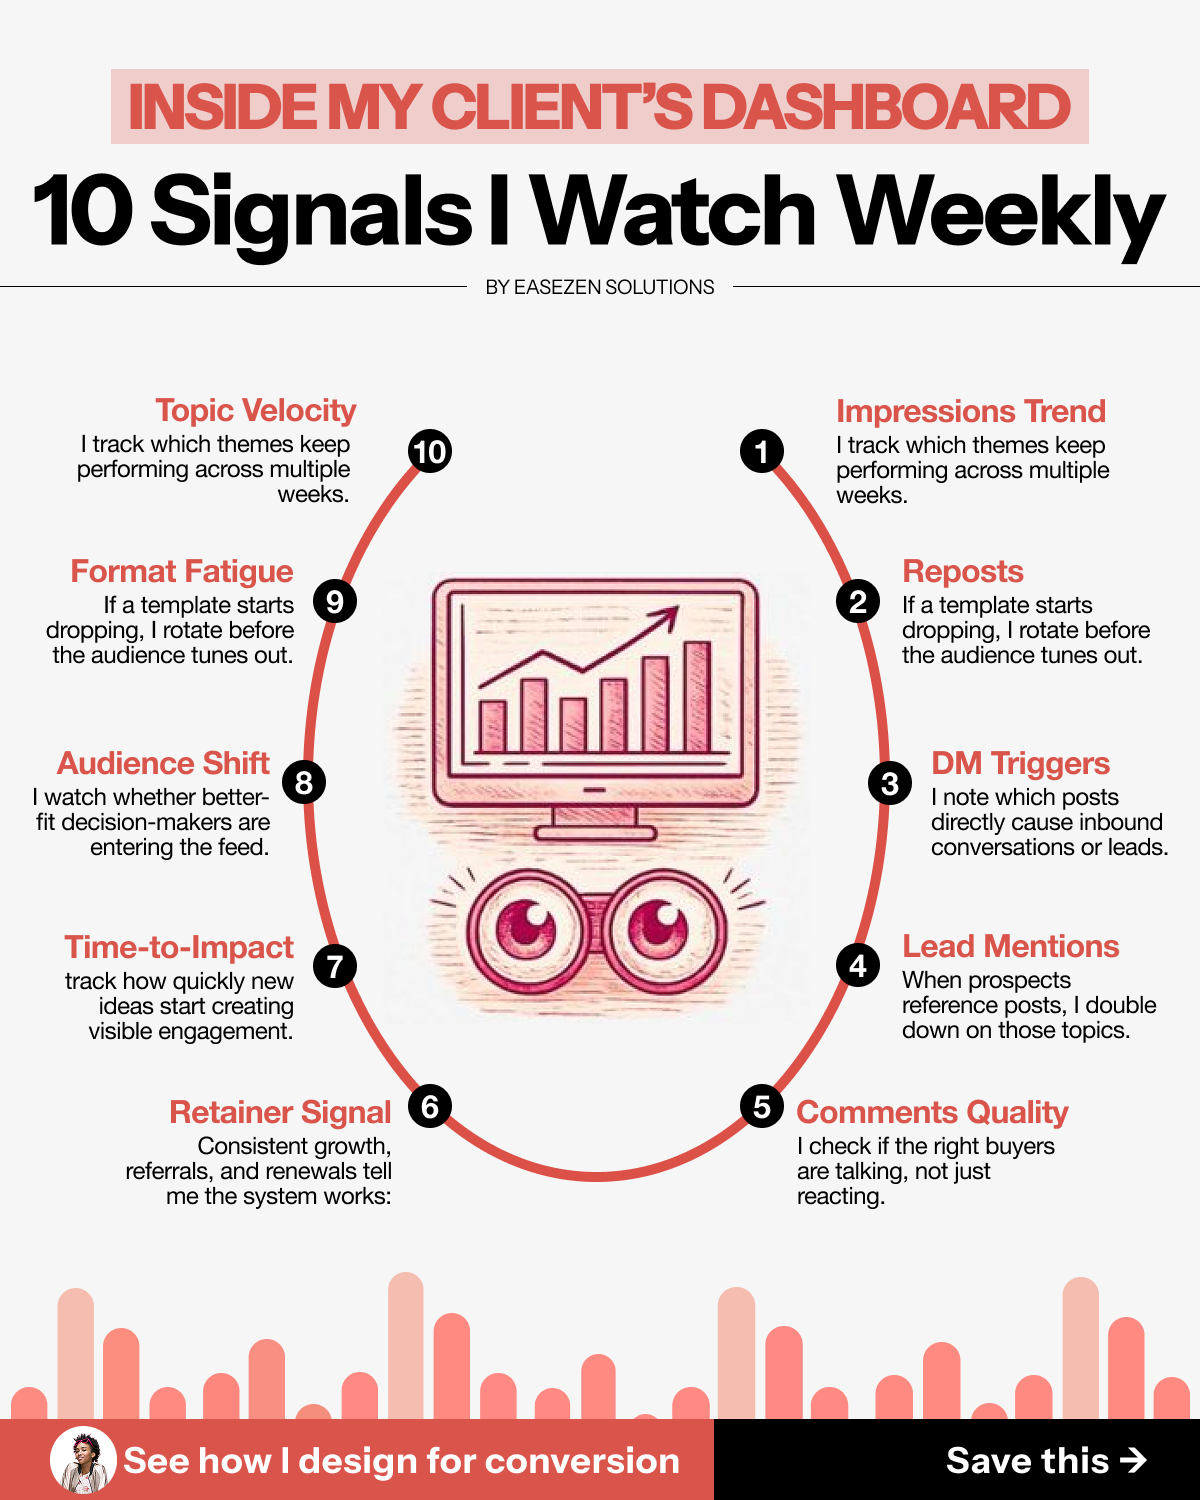 INSIDE MY CLIENT’S DASHBOARD
10 Signals I Watch Weekly
BY EASEZEN SOLUTIONS
1
Impressions Trend
I track which themes keep
performing across multiple
weeks.
2
Reposts
If a template starts
dropping, I rotate before
the audience tunes out.
3
DM Triggers
I note which posts
directly cause inbound
conversations or leads.
4
Lead Mentions
When prospects
reference posts, I double
down on those topics.
5
Comments Quality
I check if the right buyers
are talking, not just
reacting.
6
Retainer Signal
Consistent growth,
referrals, and renewals tell
me the system works:
7
Time-to-Impact
track how quickly new
ideas start creating
visible engagement.
8
Audience Shift
I watch whether better-
fit decision-makers are
entering the feed.
9
Format Fatigue
If a template starts
dropping, I rotate before
the audience tunes out.
10
Topic Velocity
I track which themes keep
performing across multiple
weeks.
See how I design for conversion
Save this →